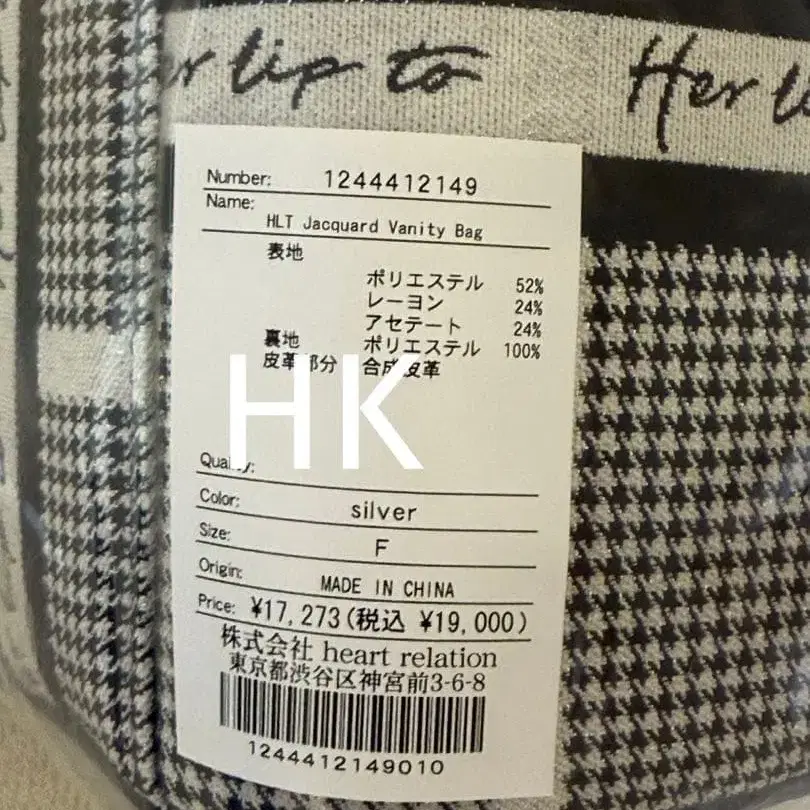 Her lip to Her li
Number: 1244412149
Name:
HLT Jacquard Vanity Bag
表地
ポリエステル 52%
レーヨン 24%
アセテート 24%
裏地 ポリエステル 100%
皮革部分 合成皮革
HK
Quality:
Color: silver
Size: F
Origin: MADE IN CHINA
Price: ¥17,273(税込 ¥19,000)
株式会社 heart relation
東京都渋谷区神宮前3-6-8
1244412149010